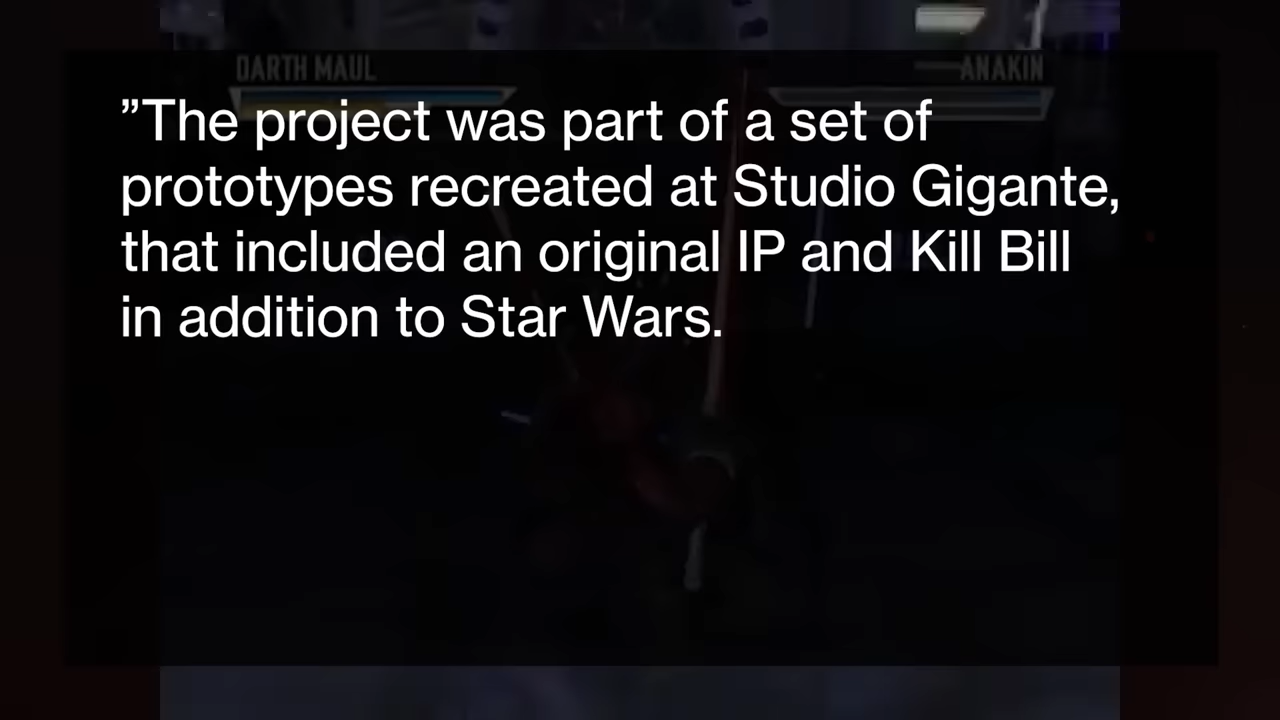 DARTH MAUL
ANAKIN
”The project was part of a set of
prototypes recreated at Studio Gigante,
that included an original IP and Kill Bill
in addition to Star Wars.